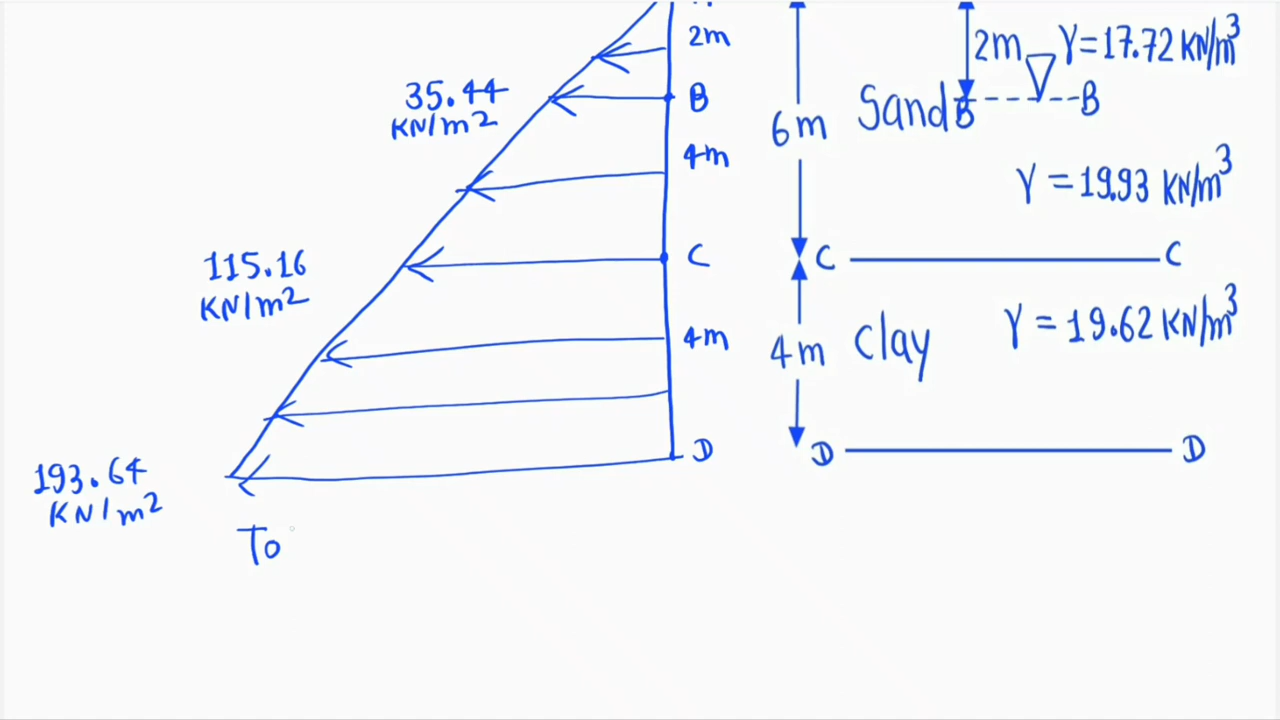 2m
35.44
KN/m2
B
4m
115.16
KN/m2
C
4m
193.64
KN/m2
D
To
2m
γ=17.72 KN/m³
6m
Sand
B
B
γ =19.93 KN/m³
C
C
4m
Clay
γ = 19.62 KN/m³
D
D